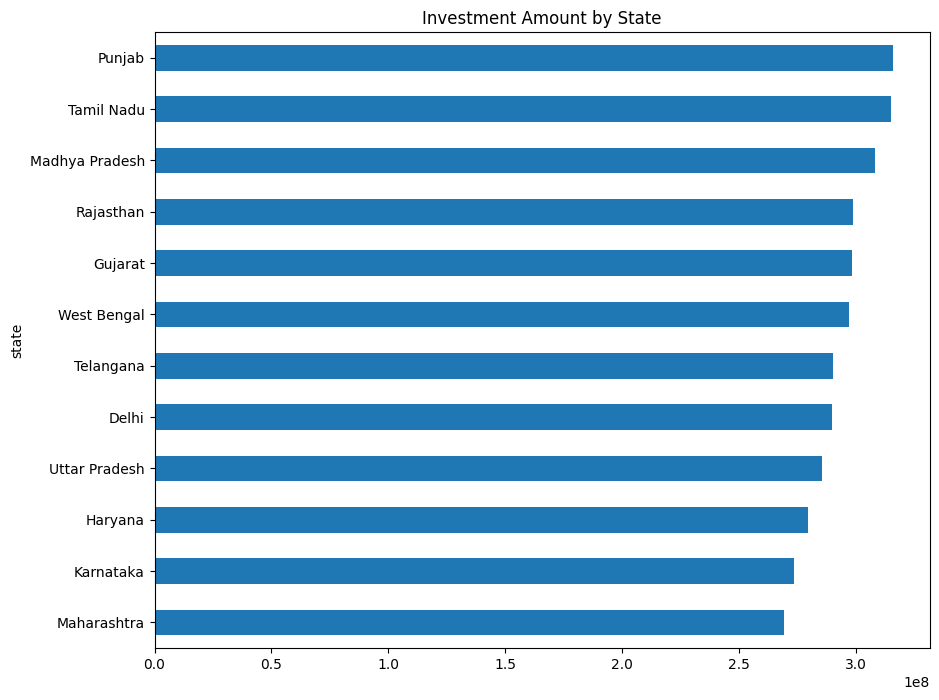 Investment Amount by State
Punjab
Tamil Nadu
Madhya Pradesh
Rajasthan
Gujarat
West Bengal
state
Telangana
Delhi
Uttar Pradesh
Haryana
Karnataka
Maharashtra
0.0 0.5 1.0 1.5 2.0 2.5 3.0
1e8